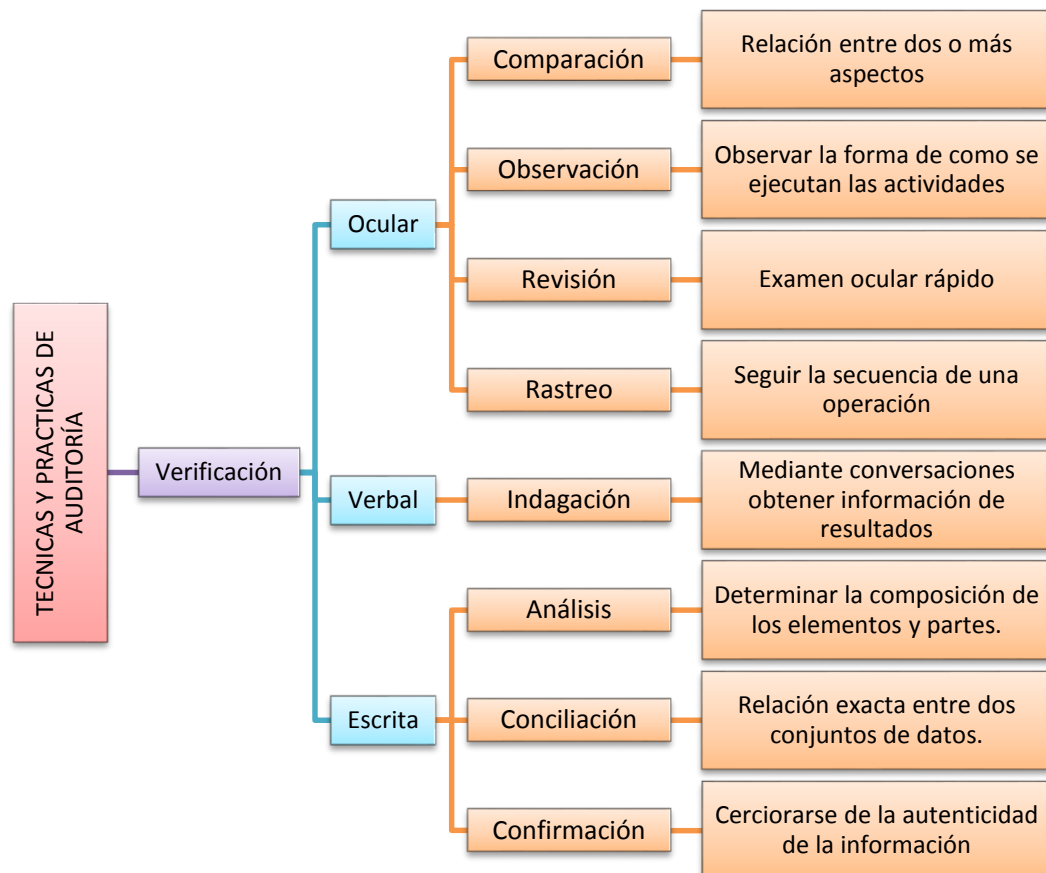 TECNICAS Y PRACTICAS DE
AUDITORÍA
Verificación
Ocular
Comparación
Relación entre dos o más
aspectos
Observación
Observar la forma de como se
ejecutan las actividades
Revisión
Examen ocular rápido
Rastreo
Seguir la secuencia de una
operación
Verbal
Indagación
Mediante conversaciones
obtener información de
resultados
Escrita
Análisis
Determinar la composición de
los elementos y partes.
Conciliación
Relación exacta entre dos
conjuntos de datos.
Confirmación
Cerciorarse de la autenticidad
de la información